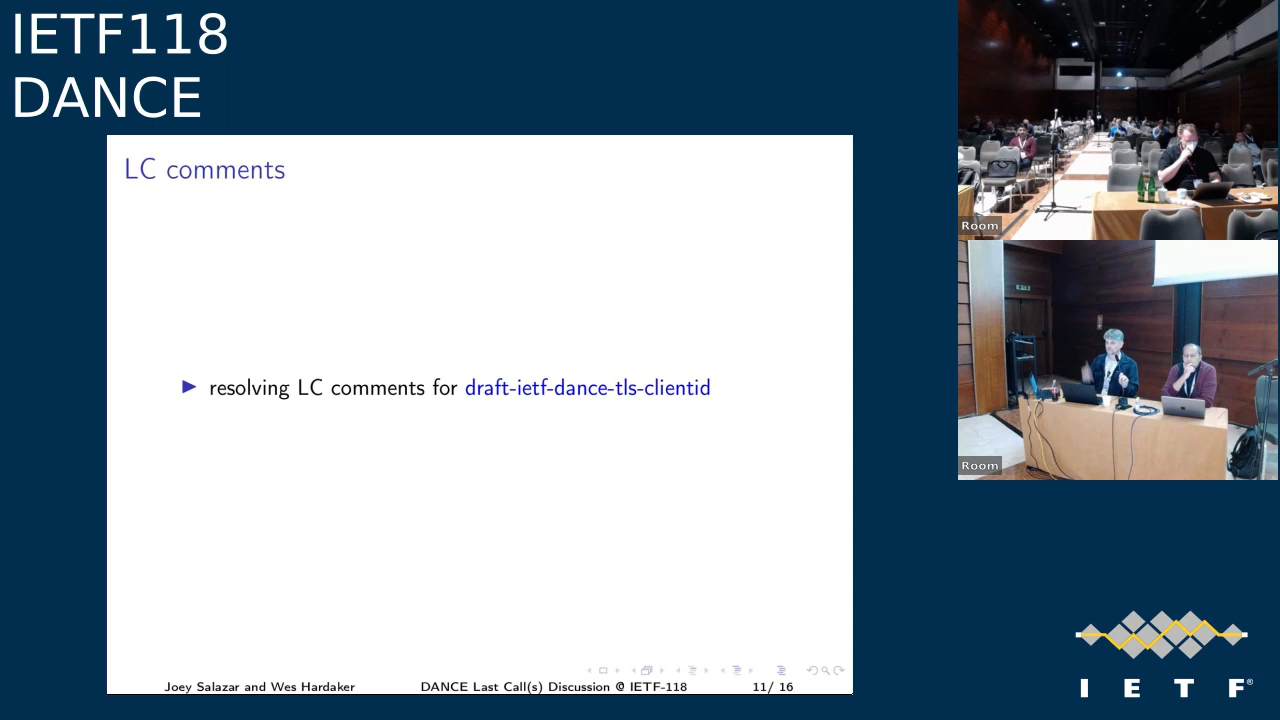 IETF118
DANCE
LC comments
resolving LC comments for draft-ietf-dance-tls-clientid
Joey Salazar and Wes Hardaker DANCE Last Call(s) Discussion @ IETF-118 11/ 16
Room
Room
I E T F®